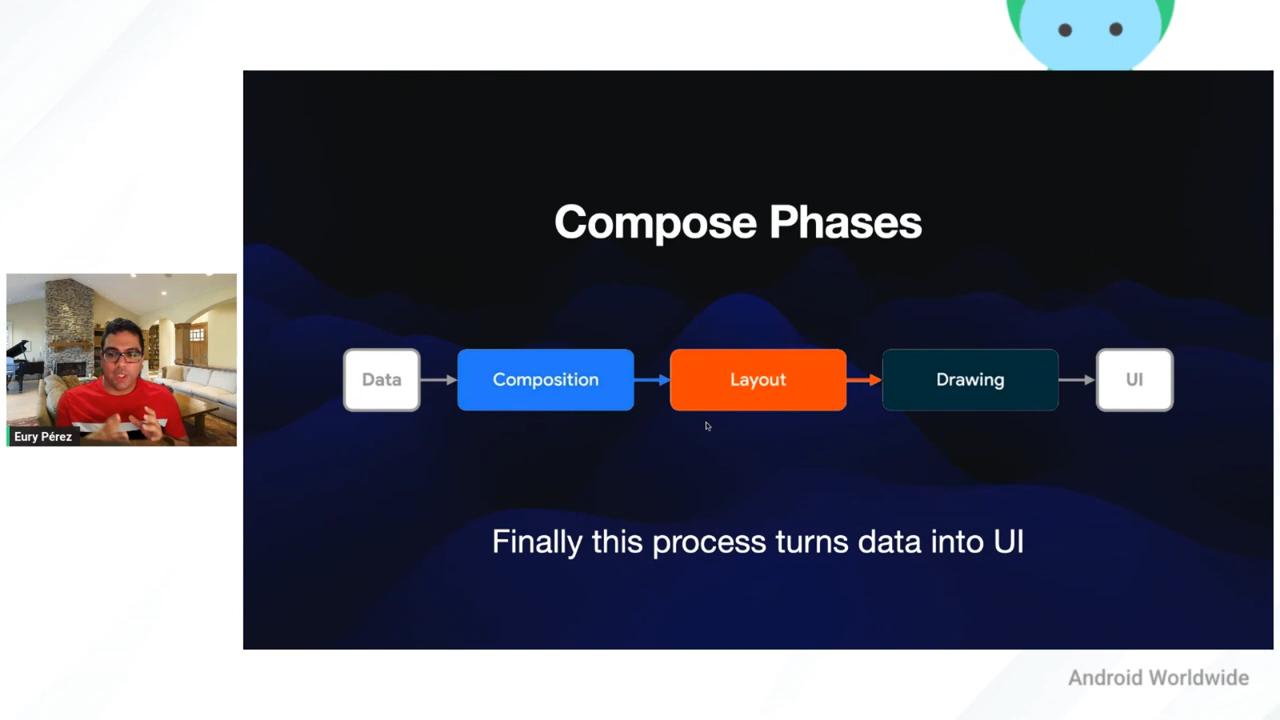 Compose Phases
Data
Composition
Layout
Drawing
UI
Finally this process turns data into UI
Eury Pérez
Android Worldwide